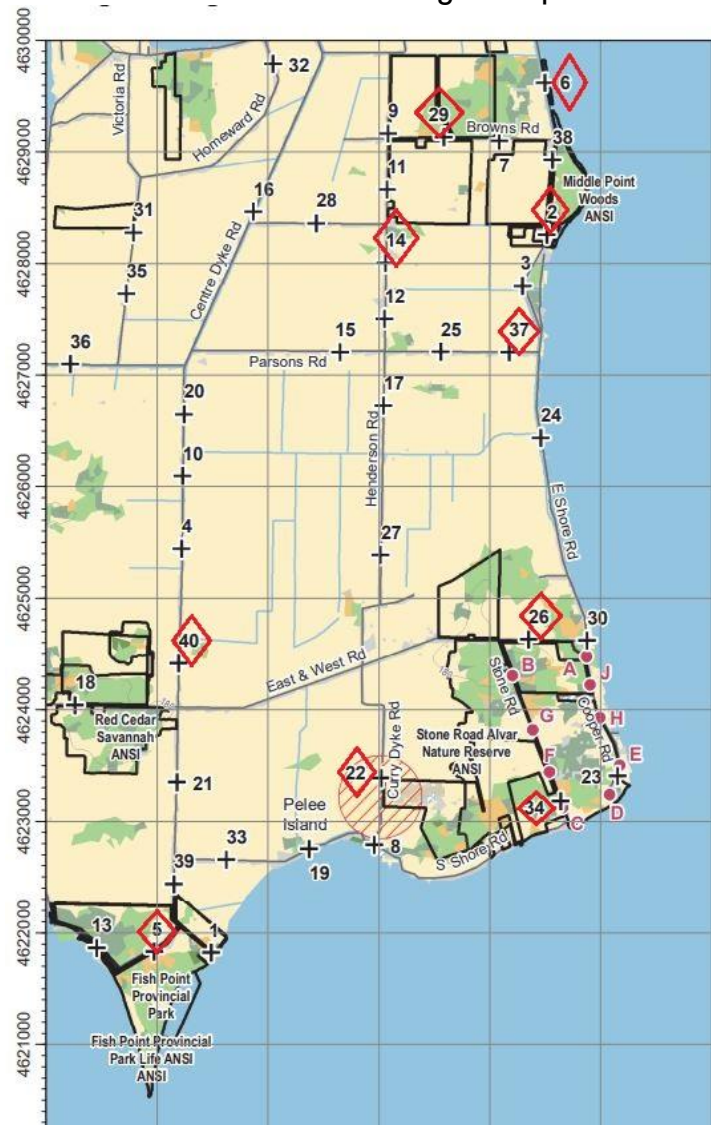 4630000
4629000
4628000
4627000
4626000
4625000
4624000
4623000
4622000
4621000
Victoria Rd
Homeward Rd
32
6
9
29
Browns Rd
7
38
11
Middle Point
Woods
ANSI
2
16
28
31
14
Centre Dyke Rd
3
35
12
37
36
15
25
Parsons Rd
20
17
24
10
Henderson Rd
E Shore Rd
4
27
26
30
40
A
East & West Rd
B
Stone Rd
J
18
Cooper Rd
H
Red Cedar
Savannah
ANSI
Curry Dyke Rd
Stone Road Alvar
Nature Reserve
ANSI
G
E
22
F
23
21
D
Pelee
Island
34
C
33
8
S Shore Rd
19
39
13
5
1
Fish Point
Provincial
Park
Fish Point Provincial
Park Life ANSI
ANSI